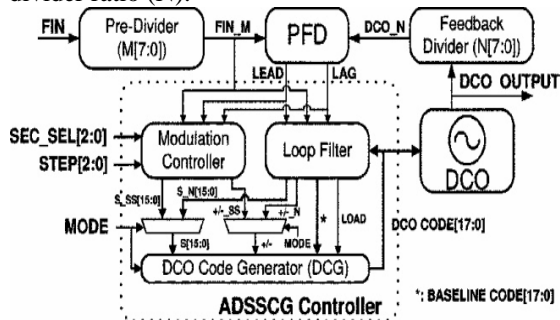 divider ratio (N).
FIN
Pre-Divider
(M[7:0])
FIN_M
PFD
DCO_N
Feedback
Divider (N[7:0])
LEAD
LAG
DCO OUTPUT
SEC_SEL[2:0]
STEP[2:0]
Modulation
Controller
Loop Filter
DCO
S_SS[15:0]
S_N[15:0]
+/-_SS
+/-_N
*
LOAD
DCO CODE[17:0]
MODE
S[15:0]
+/-
MODE
DCO Code Generator (DCG)
ADSSCG Controller
*: BASELINE CODE[17:0]